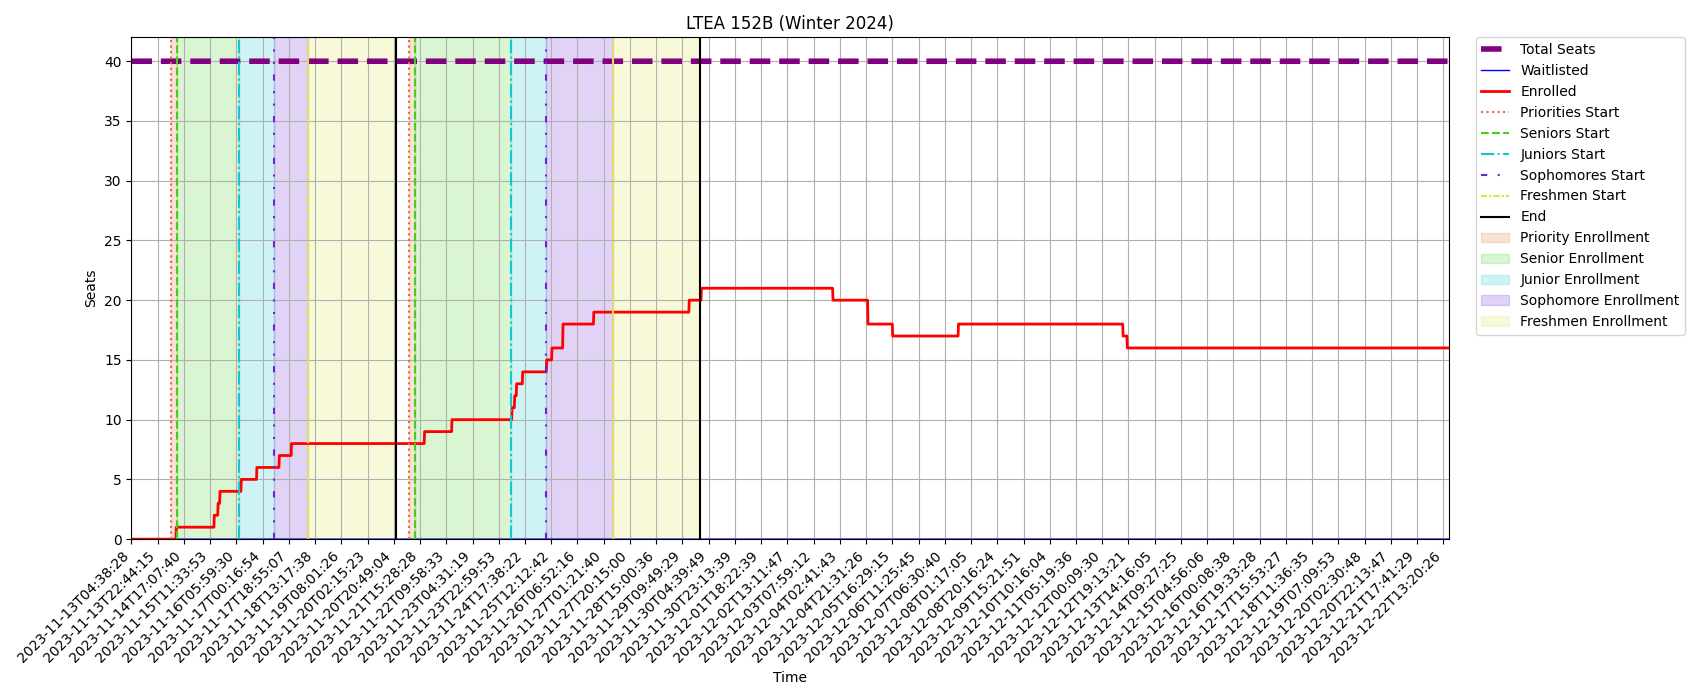 LTEA 152B (Winter 2024)
Seats
40
35
30
25
20
15
10
5
0
2023-11-13T04:38:28
2023-11-13T22:44:15
2023-11-14T17:07:40
2023-11-15T11:33:53
2023-11-16T05:59:30
2023-11-17T00:16:54
2023-11-17T18:55:07
2023-11-18T13:17:38
2023-11-19T08:01:26
2023-11-20T02:15:23
2023-11-20T20:49:04
2023-11-21T15:28:28
2023-11-22T09:58:33
2023-11-23T04:31:19
2023-11-23T22:59:53
2023-11-24T17:38:22
2023-11-25T12:12:42
2023-11-26T06:52:16
2023-11-27T01:21:40
2023-11-27T20:15:00
2023-11-28T15:00:36
2023-11-29T09:49:29
2023-11-30T04:39:49
2023-11-30T23:13:39
2023-12-01T18:22:39
2023-12-02T13:11:47
2023-12-03T07:59:12
2023-12-04T02:41:43
2023-12-04T21:31:26
2023-12-05T16:29:15
2023-12-06T11:25:45
2023-12-07T06:30:40
2023-12-08T01:17:05
2023-12-08T20:16:24
2023-12-09T15:21:51
2023-12-10T10:16:04
2023-12-11T05:19:36
2023-12-12T00:09:30
2023-12-12T19:13:21
2023-12-13T14:16:05
2023-12-14T09:27:25
2023-12-15T04:56:06
2023-12-16T00:08:38
2023-12-16T19:33:28
2023-12-17T15:53:27
2023-12-18T11:36:35
2023-12-19T07:09:53
2023-12-20T02:30:48
2023-12-20T22:13:47
2023-12-21T17:41:29
2023-12-22T13:20:26
Time
Total Seats
Waitlisted
Enrolled
Priorities Start
Seniors Start
Juniors Start
Sophomores Start
Freshmen Start
End
Priority Enrollment
Senior Enrollment
Junior Enrollment
Sophomore Enrollment
Freshmen Enrollment